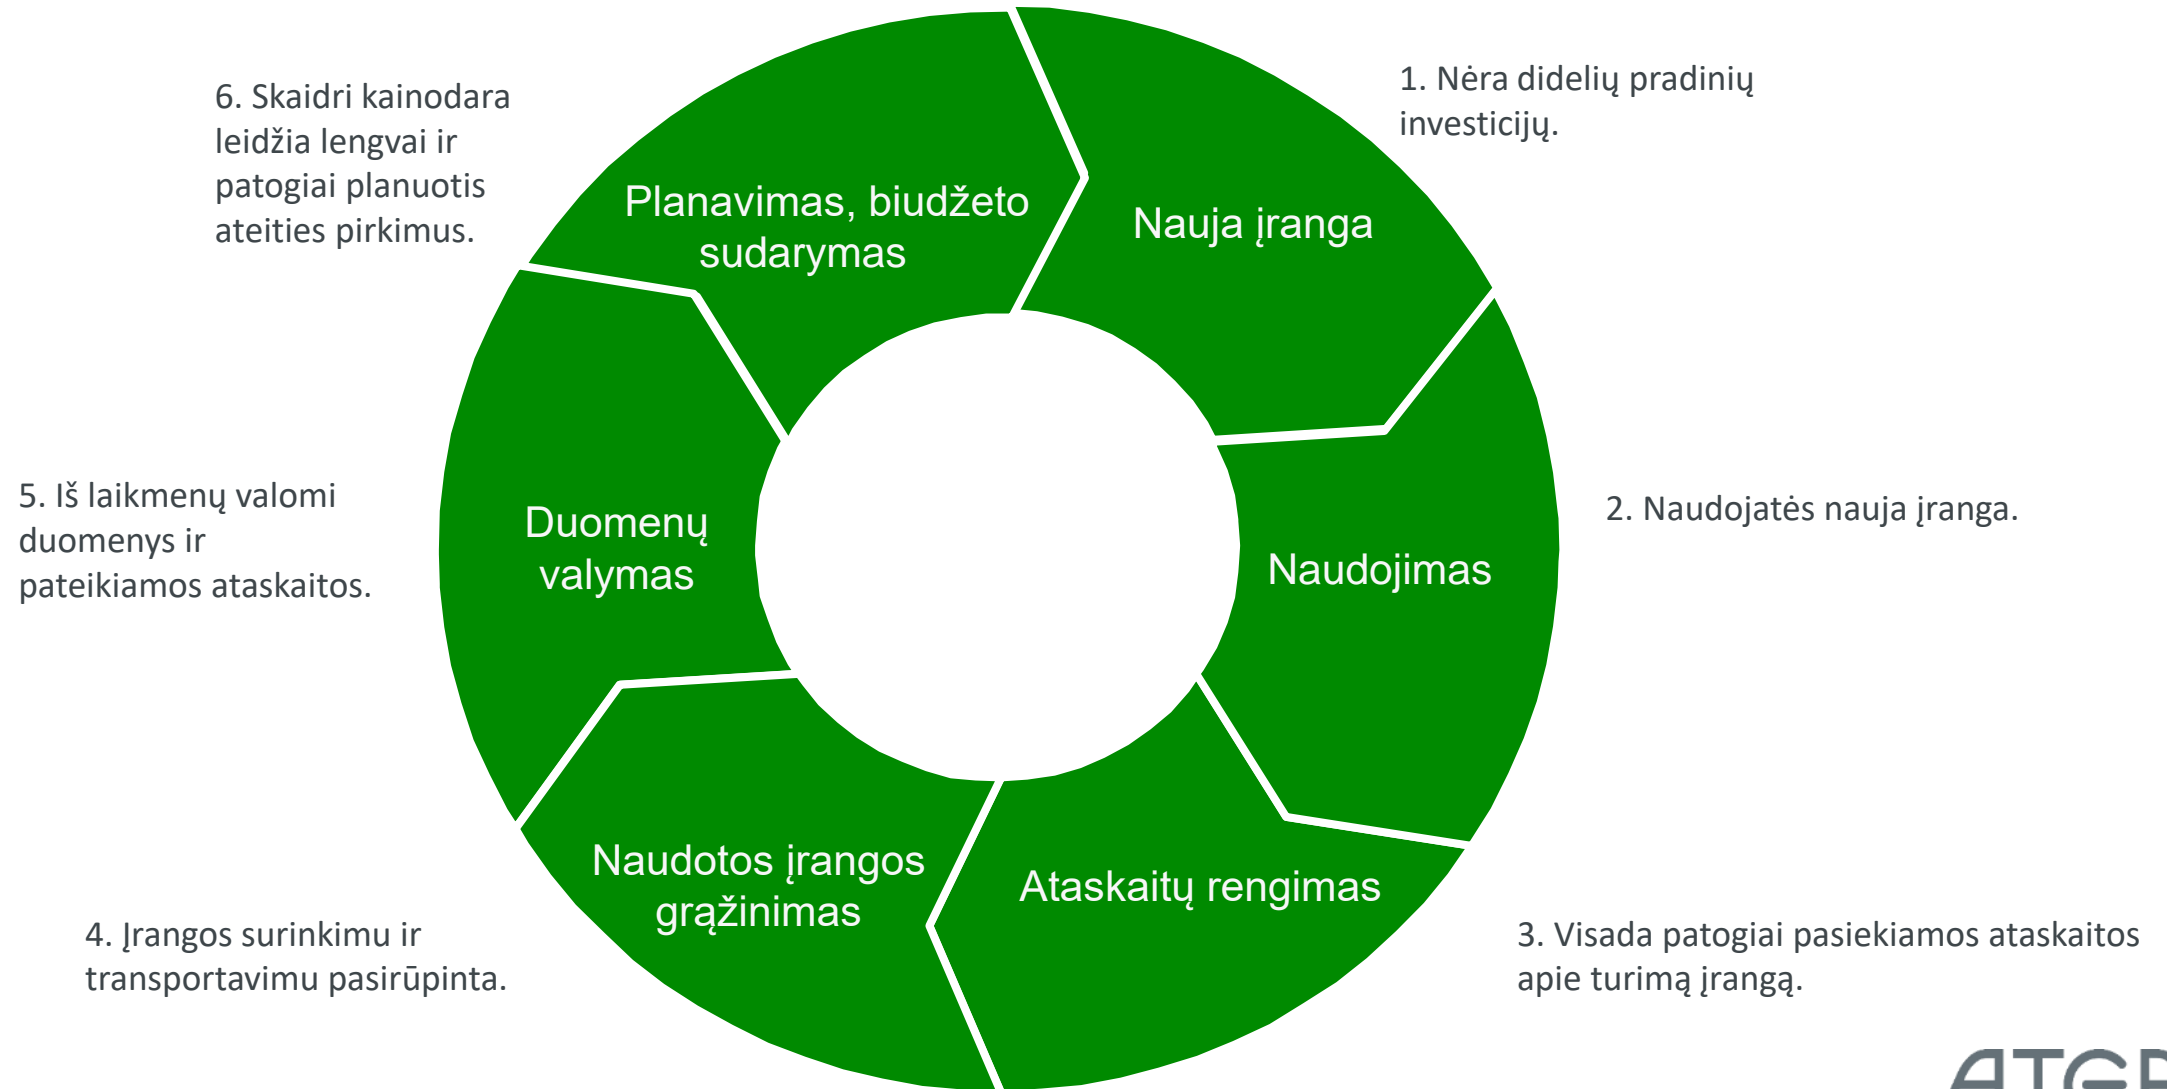 1. Nėra didelių pradinių
investicijų.
Nauja įranga
2. Naudojatės nauja įranga.
Naudojimas
3. Visada patogiai pasiekiamos ataskaitos
apie turimą įrangą.
Ataskaitų rengimas
4. Įrangos surinkimu ir
transportavimu pasirūpinta.
Naudotos įrangos
grąžinimas
5. Iš laikmenų valomi
duomenys ir
pateikiamos ataskaitos.
Duomenų
valymas
6. Skaidri kainodara
leidžia lengvai ir
patogiai planuotis
ateities pirkimus.
Planavimas, biudžeto
sudarymas